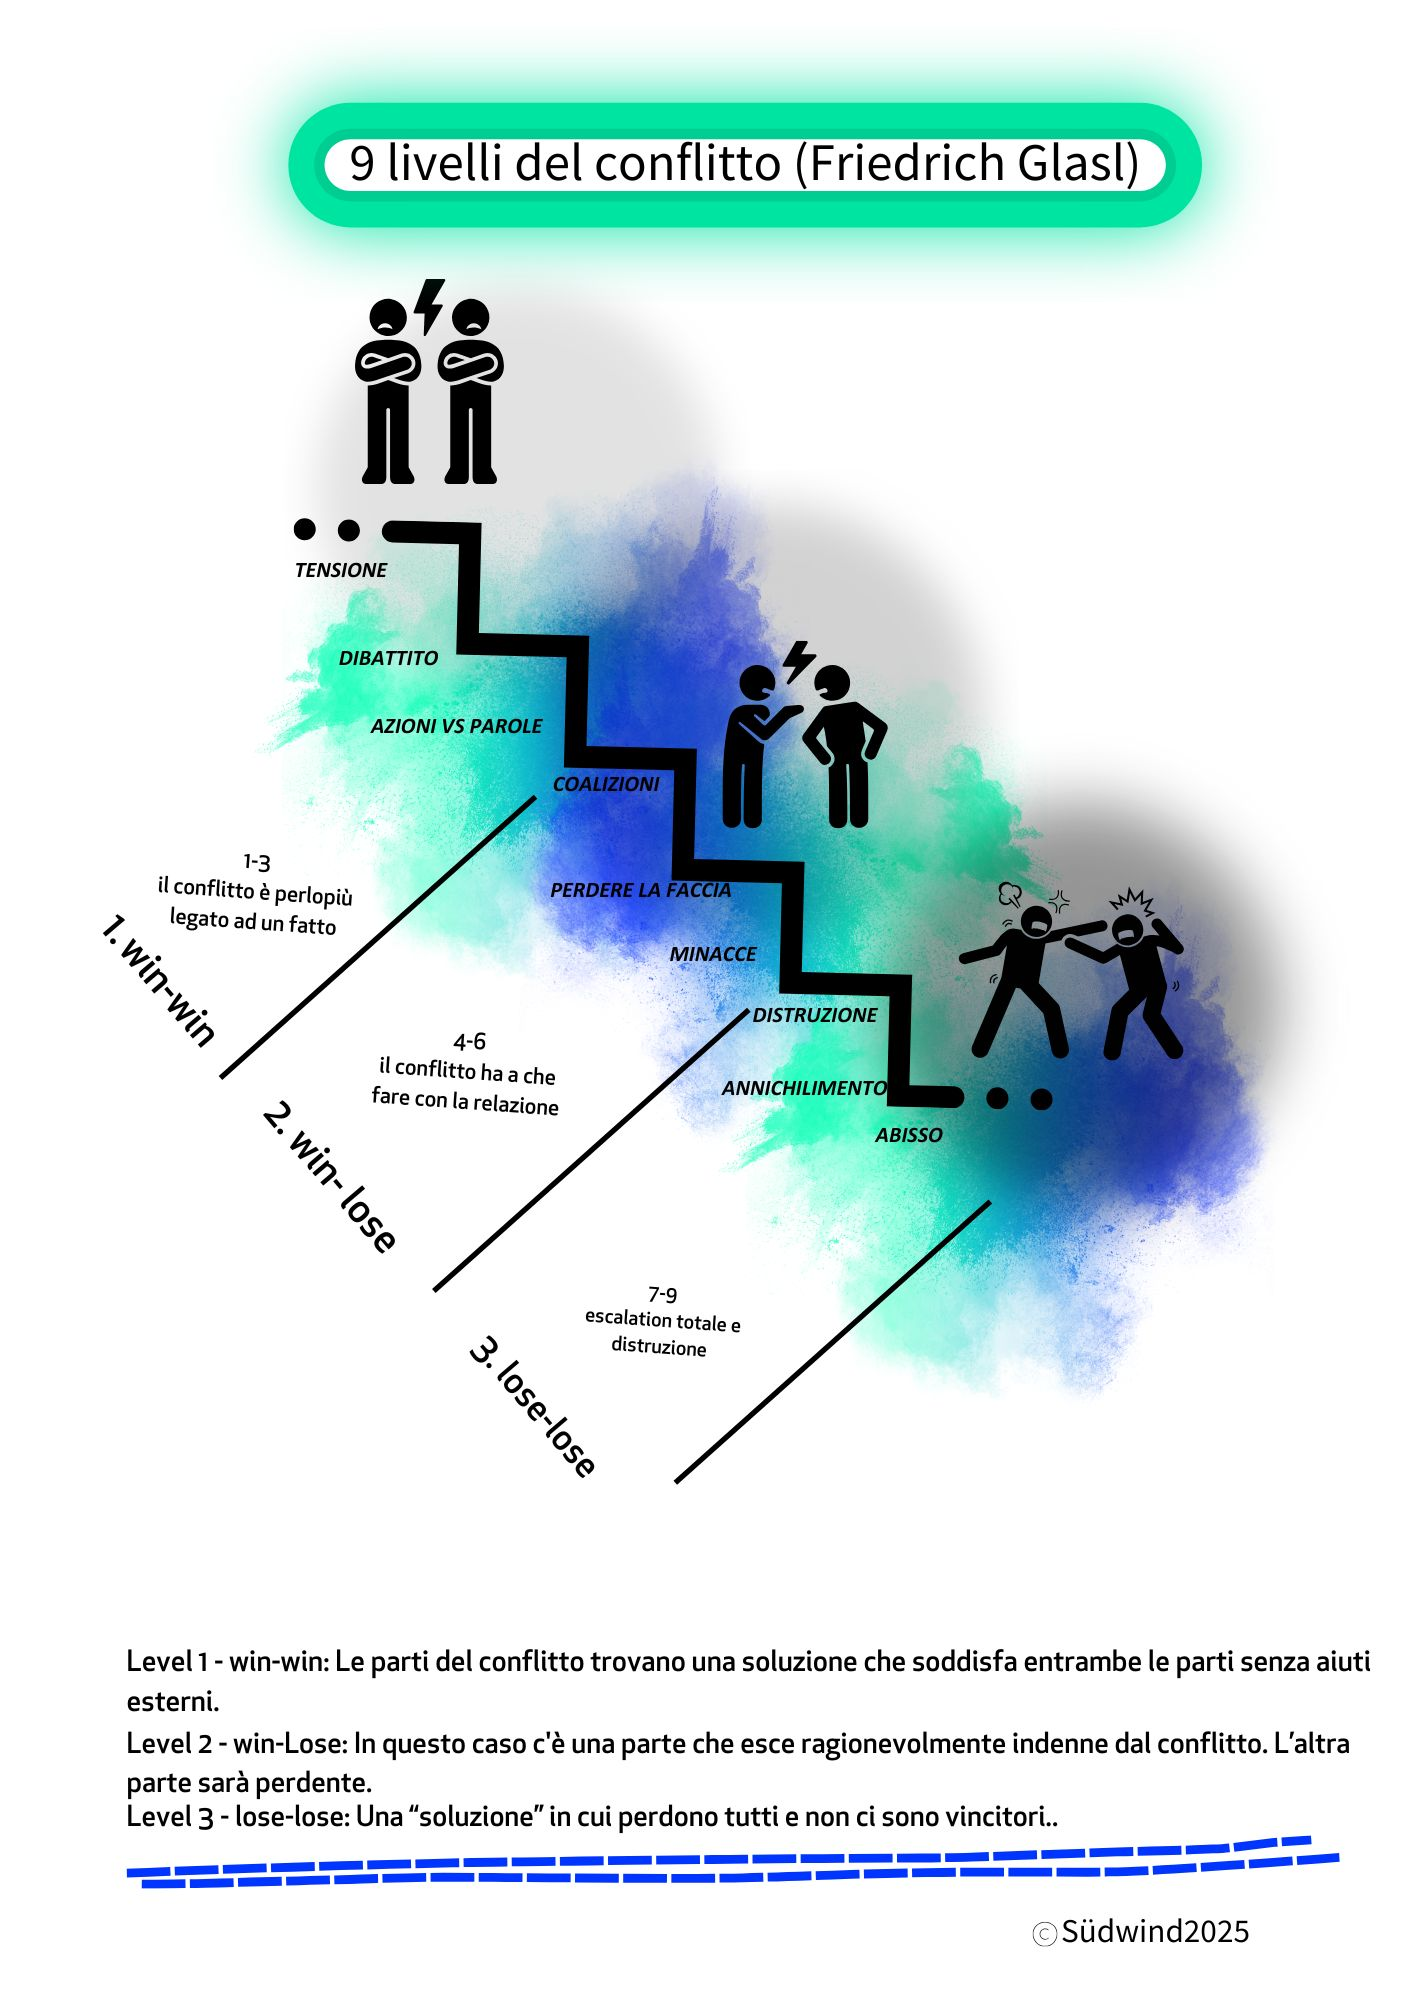 9 livelli del conflitto (Friedrich Glasl)
TENSIONE
DIBATTITO
AZIONI VS PAROLE
COALIZIONI
PERDERE LA FACCIA
MINACCE
DISTRUZIONE
ANNICHILIMENTO
ABISSO
1-3
il conflitto è perlopiù
legato ad un fatto
1. win-win
4-6
il conflitto ha a che
fare con la relazione
2. win- lose
7-9
escalation totale e
distruzione
3. lose-lose
Level 1 - win-win: Le parti del conflitto trovano una soluzione che soddisfa entrambe le parti senza aiuti
esterni.
Level 2 - win-Lose: In questo caso c'è una parte che esce ragionevolmente indenne dal conflitto. L’altra
parte sarà perdente.
Level 3 - lose-lose: Una “soluzione” in cui perdono tutti e non ci sono vincitori..
©Südwind2025